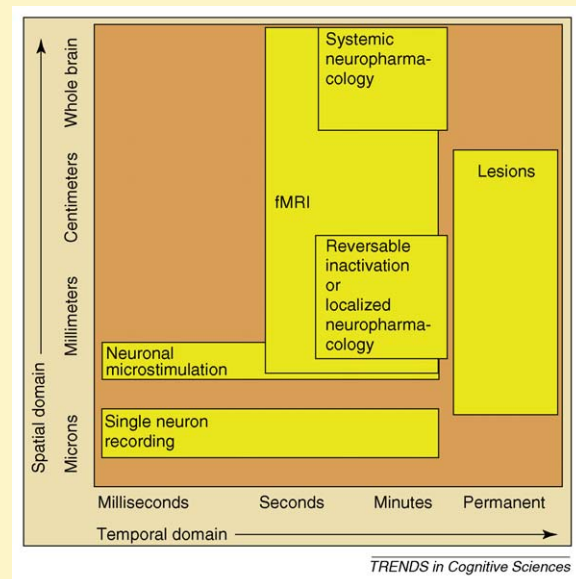 Systemic
neuropharma-
cology
Whole brain
Lesions
Centimeters
fMRI
Reversable
inactivation
or
localized
neuropharma-
cology
Millimeters
Neuronal
microstimulation
Single neuron
recording
Microns
Spatial domain
Milliseconds
Seconds
Minutes
Permanent
Temporal domain
TRENDS in Cognitive Sciences